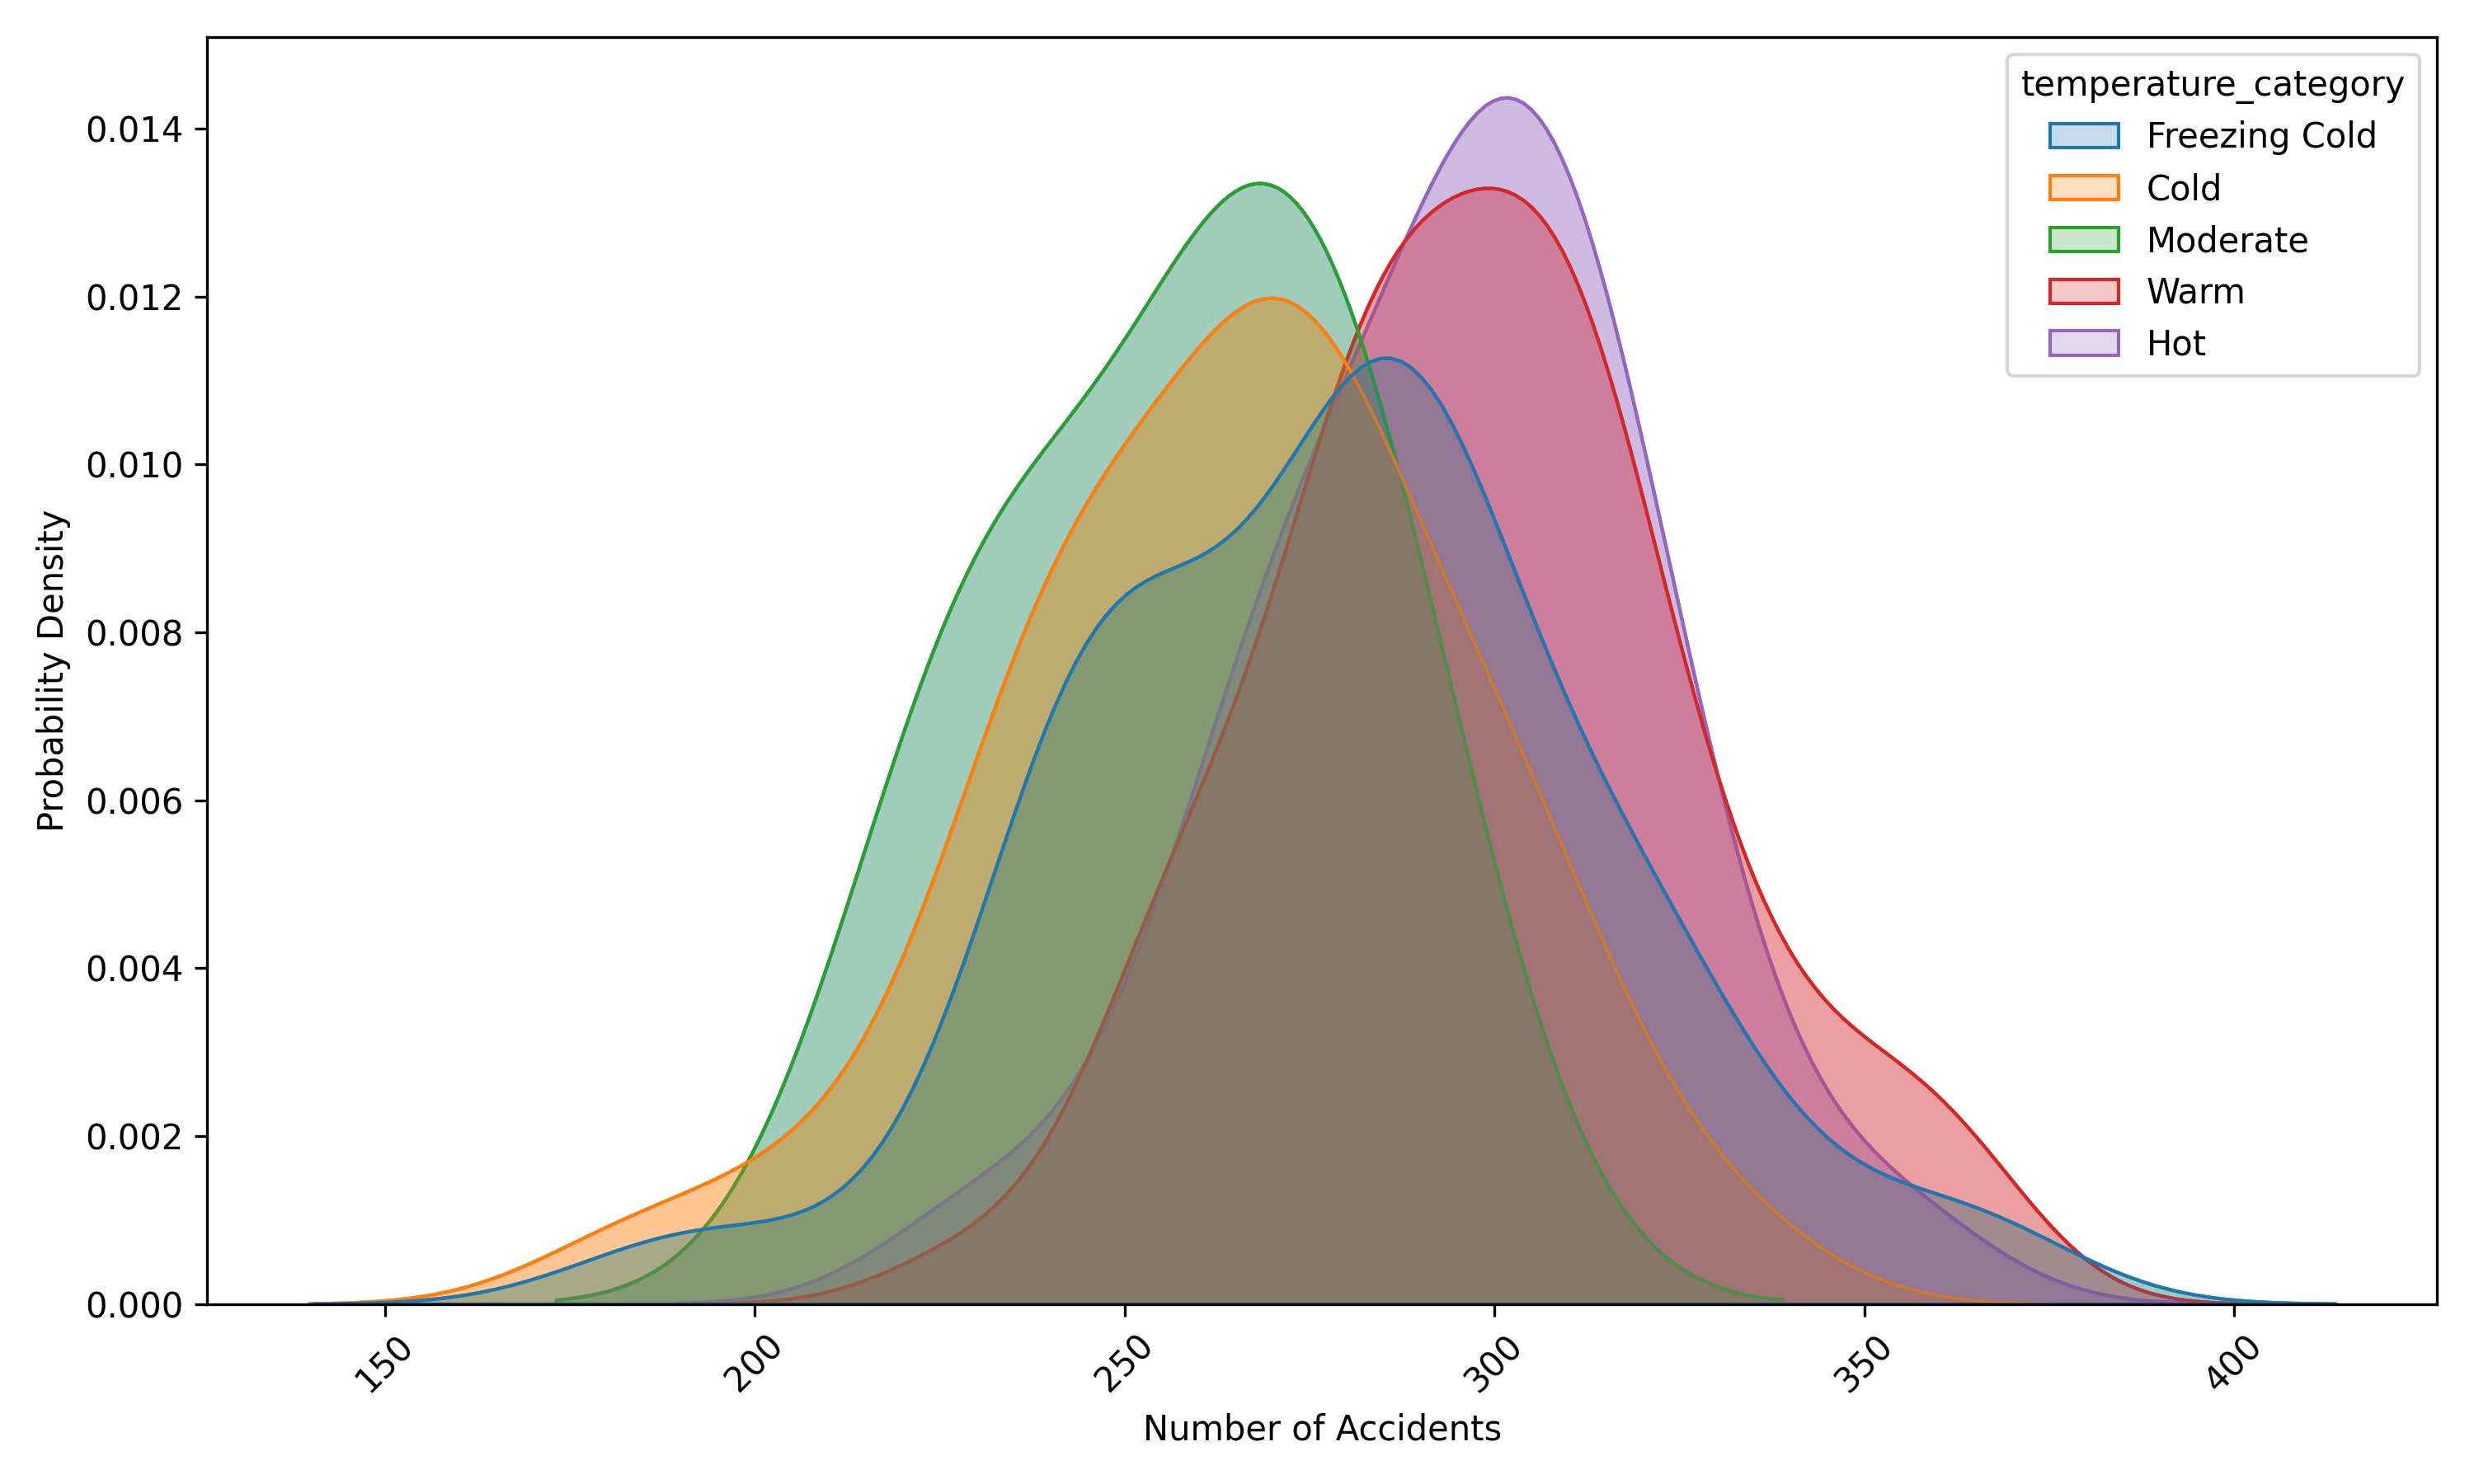 temperature_category
Freezing Cold
Cold
Moderate
Warm
Hot
Probability Density
0.014
0.012
0.010
0.008
0.006
0.004
0.002
0.000
150 200 250 300 350 400
Number of Accidents